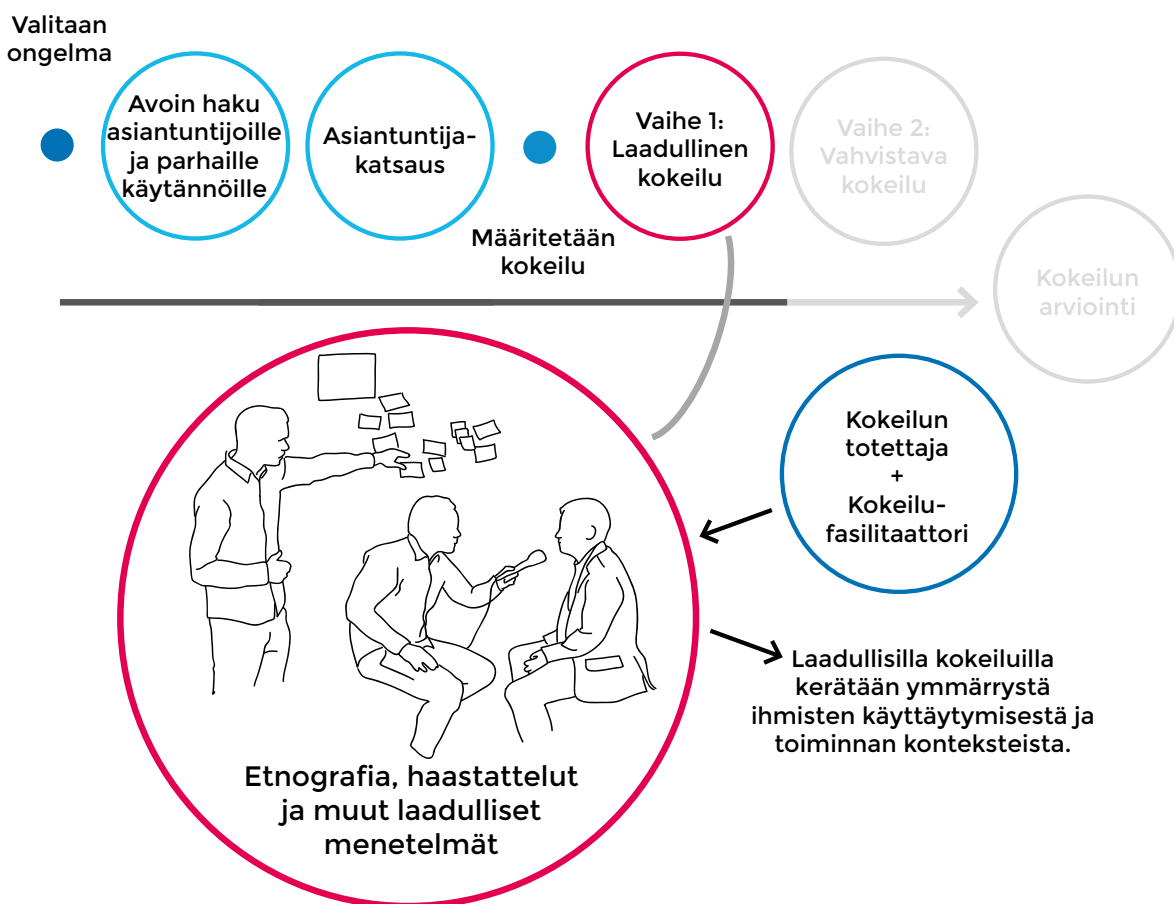 Valitaan
ongelma
Avoin haku
asiantuntijoille
ja parhaille
käytännöille
Asiantuntija-
katsaus
Määritetään
kokeilu
Vaihe 1:
Laadullinen
kokeilu
Vaihe 2:
Vahvistava
kokeilu
Kokeilun
arviointi
Kokeilun
totettaja
+
Kokeilu-
fasilitaattori
Laadullisilla kokeiluilla
kerätään ymmärrystä
ihmisten käyttäytymisestä ja
toiminnan konteksteista.
Etnografia, haastattelut
ja muut laadulliset
menetelmät